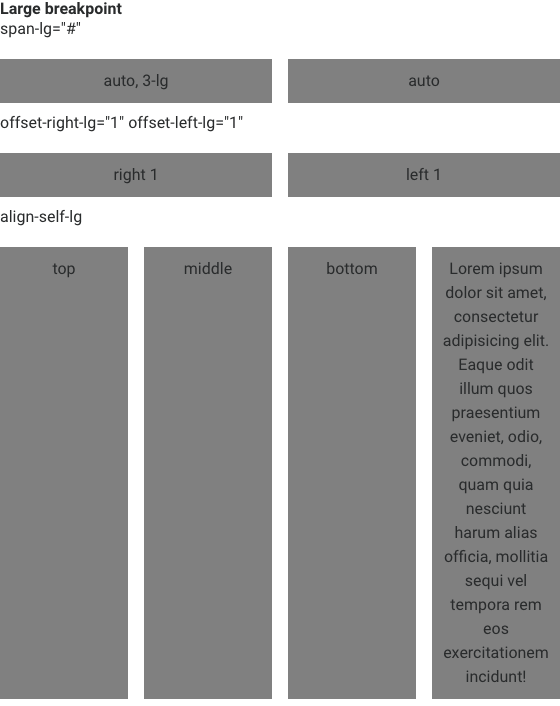 Large breakpoint
span-lg="#"
auto, 3-lg
auto
offset-right-lg="1" offset-left-lg="1"
right 1
left 1
align-self-lg
top
middle
bottom
Lorem ipsum
dolor sit amet,
consectetur
adipisicing elit.
Eaque odit
illum quos
praesentium
eveniet, odio,
commodi,
quam quia
nesciunt
harum alias
officia, mollitia
sequi vel
tempora rem
eos
exercitationem
incidunt!